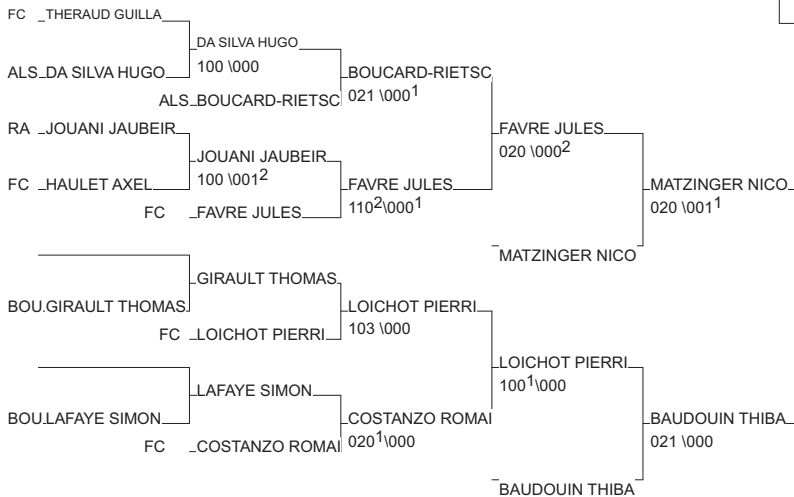 FC THERAUD GUILLA
DA SILVA HUGO
100 \000
ALS DA SILVA HUGO
BOUCARD-RIETSC
021 \000¹
ALS BOUCARD-RIETSC
RA JOUANI JAUBEIR
FAVRE JULES
020 \000²
JOUANI JAUBEIR
100 \001²
FC HAULET AXEL
FAVRE JULES
110²\000¹
MATZINGER NICO
020 \001¹
FC FAVRE JULES
MATZINGER NICO
GIRAULT THOMAS
BOU. GIRAULT THOMAS
LOICHOT PIERRI
103 \000
FC LOICHOT PIERRI
LOICHOT PIERRI
100¹\000
LAFAYE SIMON
BOU. LAFAYE SIMON
COSTANZO ROMAI
020¹\000
BAUDOUIN THIBA
021 \000
FC COSTANZO ROMAI
BAUDOUIN THIBA